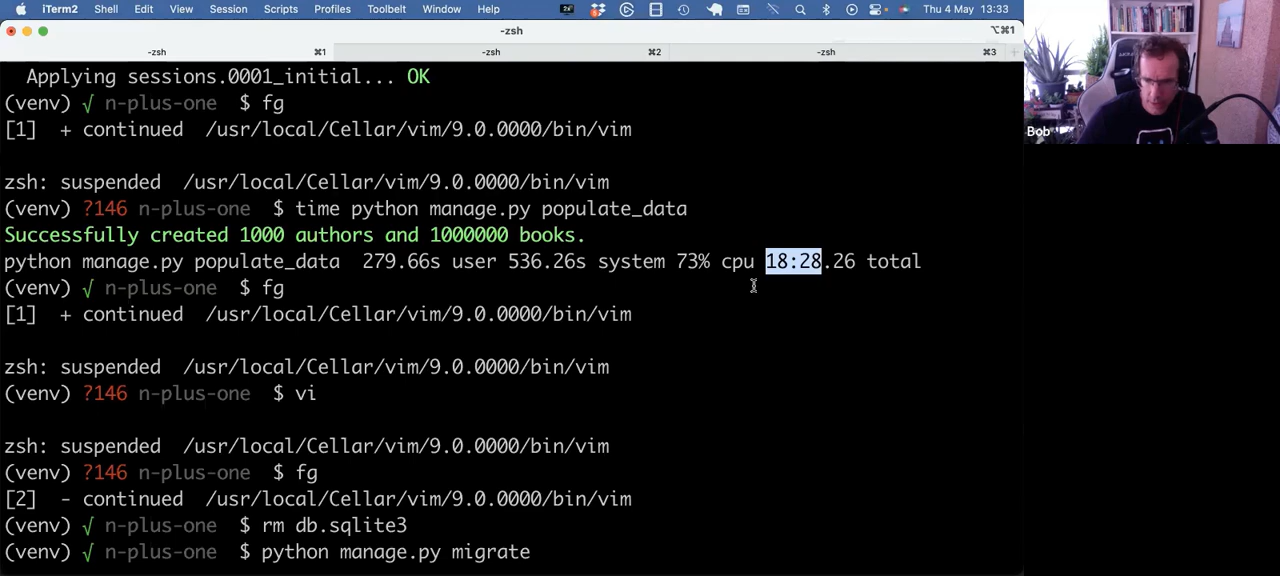 iTerm2 Shell Edit View Session Scripts Profiles Toolbelt Window Help Thu 4 May 13:33
-zsh ⌥⌘1
-zsh ⌘1 -zsh ⌘2 -zsh ⌘3
Applying sessions.0001_initial... OK
(venv) √ n-plus-one $ fg
[1] + continued /usr/local/Cellar/vim/9.0.0000/bin/vim
zsh: suspended /usr/local/Cellar/vim/9.0.0000/bin/vim
(venv) ?146 n-plus-one $ time python manage.py populate_data
Successfully created 1000 authors and 1000000 books.
python manage.py populate_data 279.66s user 536.26s system 73% cpu 18:28.26 total
(venv) √ n-plus-one $ fg
[1] + continued /usr/local/Cellar/vim/9.0.0000/bin/vim
zsh: suspended /usr/local/Cellar/vim/9.0.0000/bin/vim
(venv) ?146 n-plus-one $ vi
zsh: suspended /usr/local/Cellar/vim/9.0.0000/bin/vim
(venv) ?146 n-plus-one $ fg
[2] - continued /usr/local/Cellar/vim/9.0.0000/bin/vim
(venv) √ n-plus-one $ rm db.sqlite3
(venv) √ n-plus-one $ python manage.py migrate
Bob